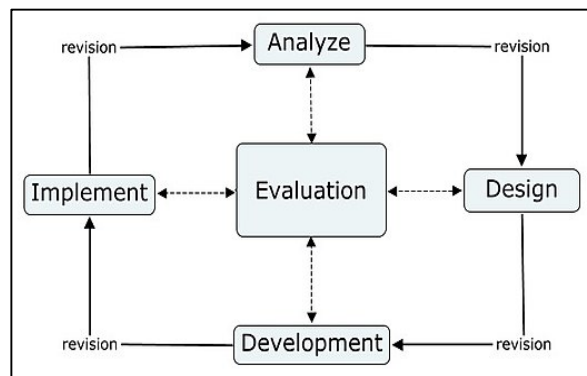 revision
Analyze
revision
Implement
Evaluation
Design
revision
Development
revision